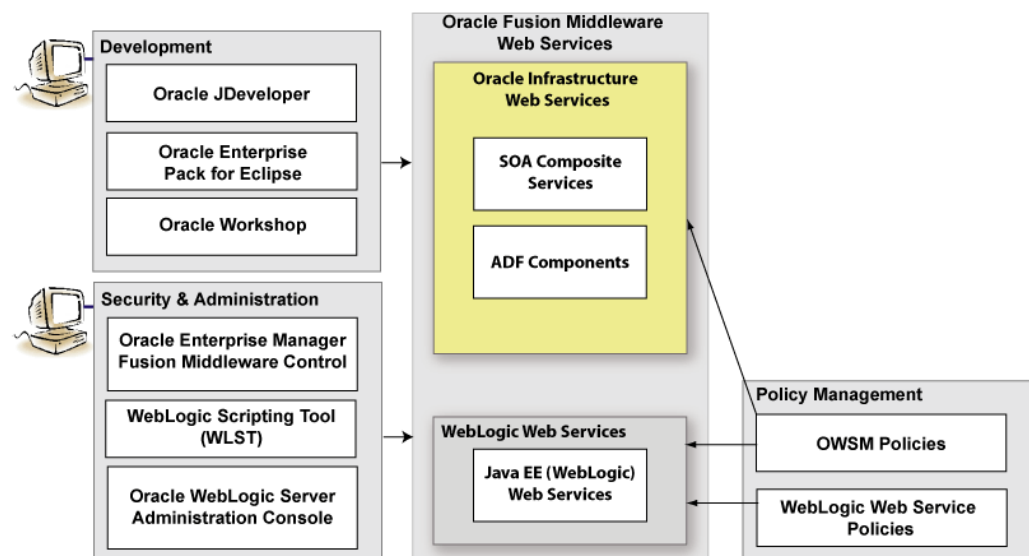 Development
Oracle JDeveloper
Oracle Enterprise
Pack for Eclipse
Oracle Workshop
Security & Administration
Oracle Enterprise Manager
Fusion Middleware Control
WebLogic Scripting Tool
(WLST)
Oracle WebLogic Server
Administration Console
Oracle Fusion Middleware
Web Services
Oracle Infrastructure
Web Services
SOA Composite
Services
ADF Components
WebLogic Web Services
Java EE (WebLogic)
Web Services
Policy Management
OWSM Policies
WebLogic Web Service
Policies